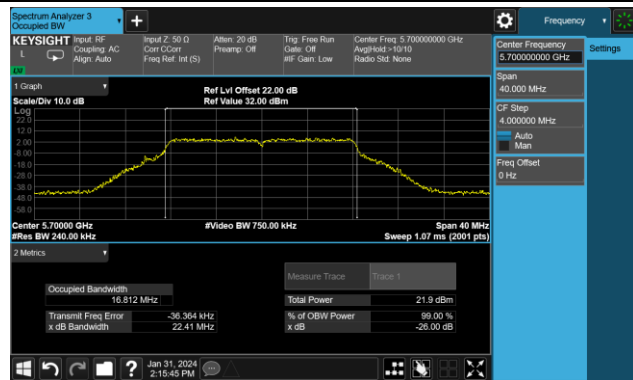 Spectrum Analyzer 3
Occupied BW
Frequency
KEYSIGHT
L
Input: RF
Coupling: AC
Align: Auto
Input Z: 50 Ω
Corr CCorr
Freq Ref: Int (S)
Atten: 20 dB
Preamp: Off
Trig: Free Run
Gate: Off
#IF Gain: Low
Center Freq: 5.700000000 GHz
Avg|Hold:>10/10
Radio Std: None
LM
Center Frequency
5.700000000 GHz
Settings
Span
40.000 MHz
CF Step
4.000000 MHz
Auto
Man
Freq Offset
0 Hz
1 Graph
Scale/Div 10.0 dB
Ref Lvl Offset 22.00 dB
Ref Value 32.00 dBm
Log
22.0
12.0
2.00
-8.00
-18.0
-28.0
-38.0
-48.0
-58.0
Center 5.70000 GHz
#Res BW 240.00 kHz
#Video BW 750.00 kHz
Span 40 MHz
Sweep 1.07 ms (2001 pts)
2 Metrics
Measure Trace
Trace 1
Occupied Bandwidth
16.812 MHz
Total Power
21.9 dBm
Transmit Freq Error
-36.364 kHz
% of OBW Power
99.00 %
x dB Bandwidth
22.41 MHz
x dB
-26.00 dB
?
Jan 31, 2024
2:15:45 PM